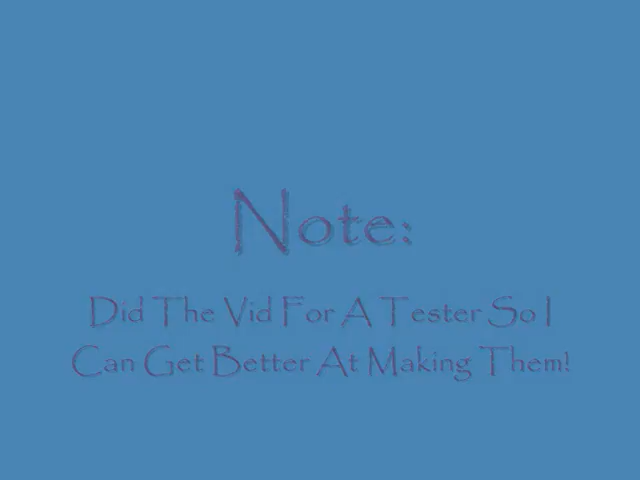 Note:
Did The Vid For A Tester So I
Can Get Better At Making Them!